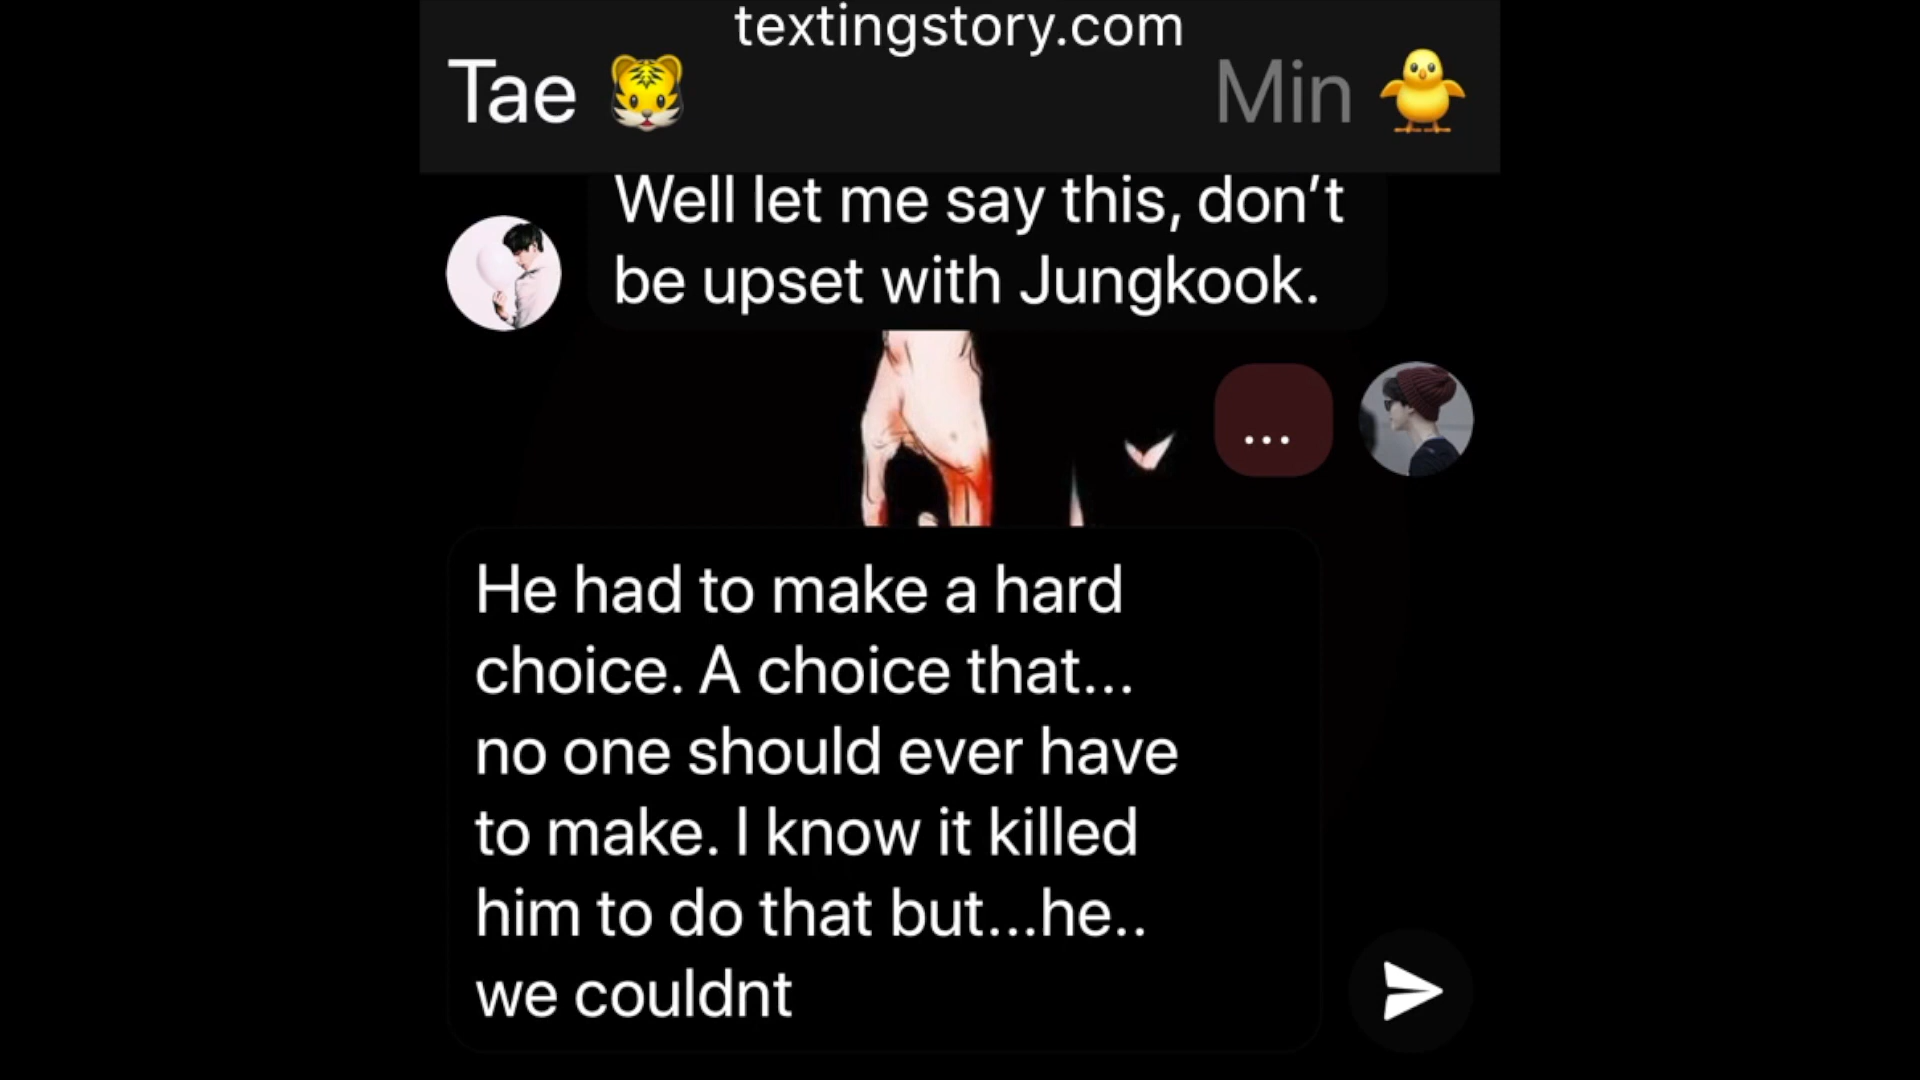 textingstory.com
Tae 🐯 Min 🐥
Well let me say this, don’t
be upset with Jungkook.
...
He had to make a hard
choice. A choice that...
no one should ever have
to make. I know it killed
him to do that but...he..
we couldnt